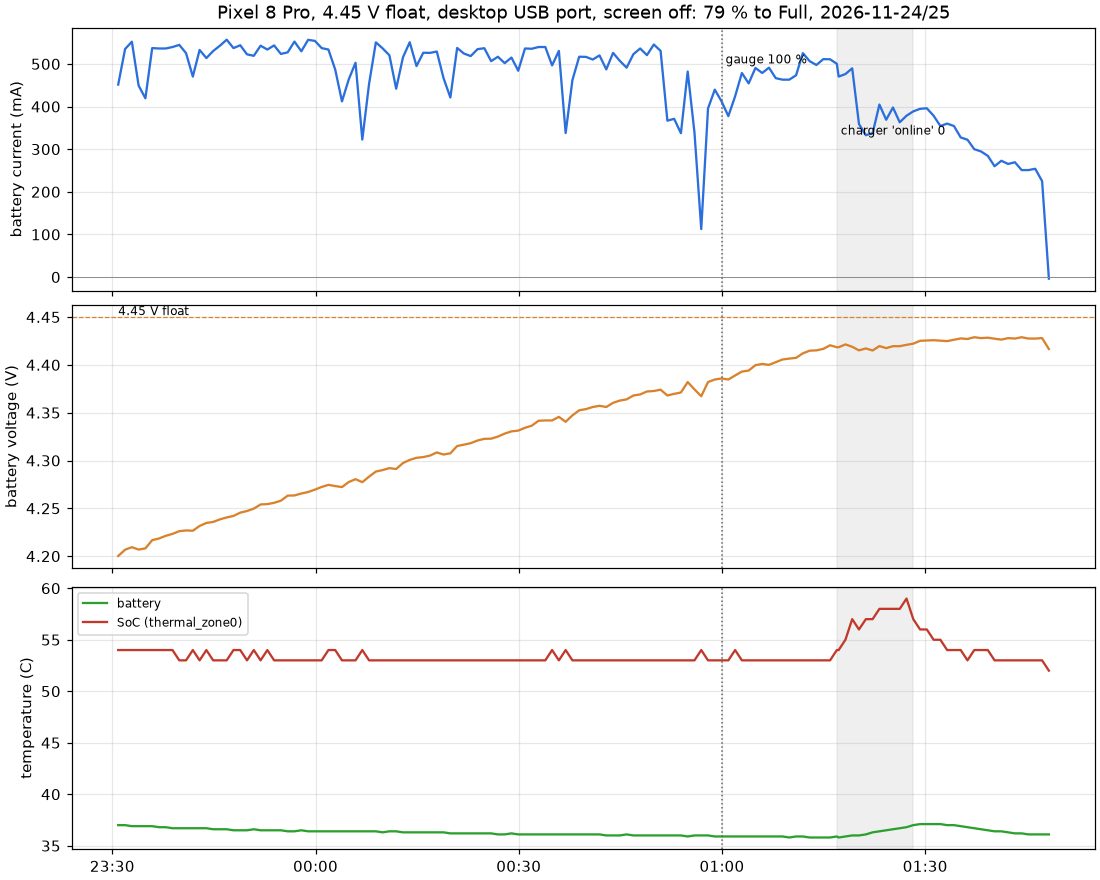 Pixel 8 Pro, 4.45 V float, desktop USB port, screen off: 79 % to Full, 2026-11-24/25
battery current (mA)
500
400
300
200
100
0
gauge 100 %
charger 'online' 0
battery voltage (V)
4.45
4.40
4.35
4.30
4.25
4.20
4.45 V float
temperature (C)
60
55
50
45
40
35
battery
SoC (thermal_zone0)
23:30
00:00
00:30
01:00
01:30